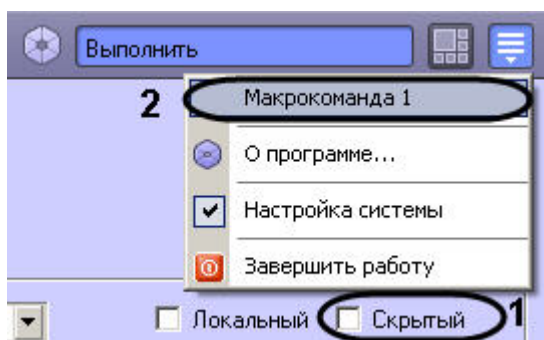 Выполнить
2 Макрокоманда 1
О программе...
Настройка системы
Завершить работу
Локальный Скрытый 1